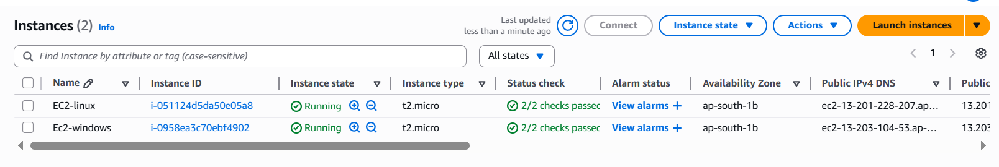 Instances (2) Info
Last updated
less than a minute ago
Connect
Instance state
Actions
Launch instances
Find Instance by attribute or tag (case-sensitive)
All states
1
Name Instance ID Instance state Instance type Status check Alarm status Availability Zone Public IPv4 DNS Public
EC2-linux i-051124d5da50e05a8 Running t2.micro 2/2 checks passec View alarms + ap-south-1b ec2-13-201-228-207.ap... 13.201
Ec2-windows i-0958ea3c70ebf4902 Running t2.micro 2/2 checks passec View alarms + ap-south-1b ec2-13-203-104-53.ap-... 13.203